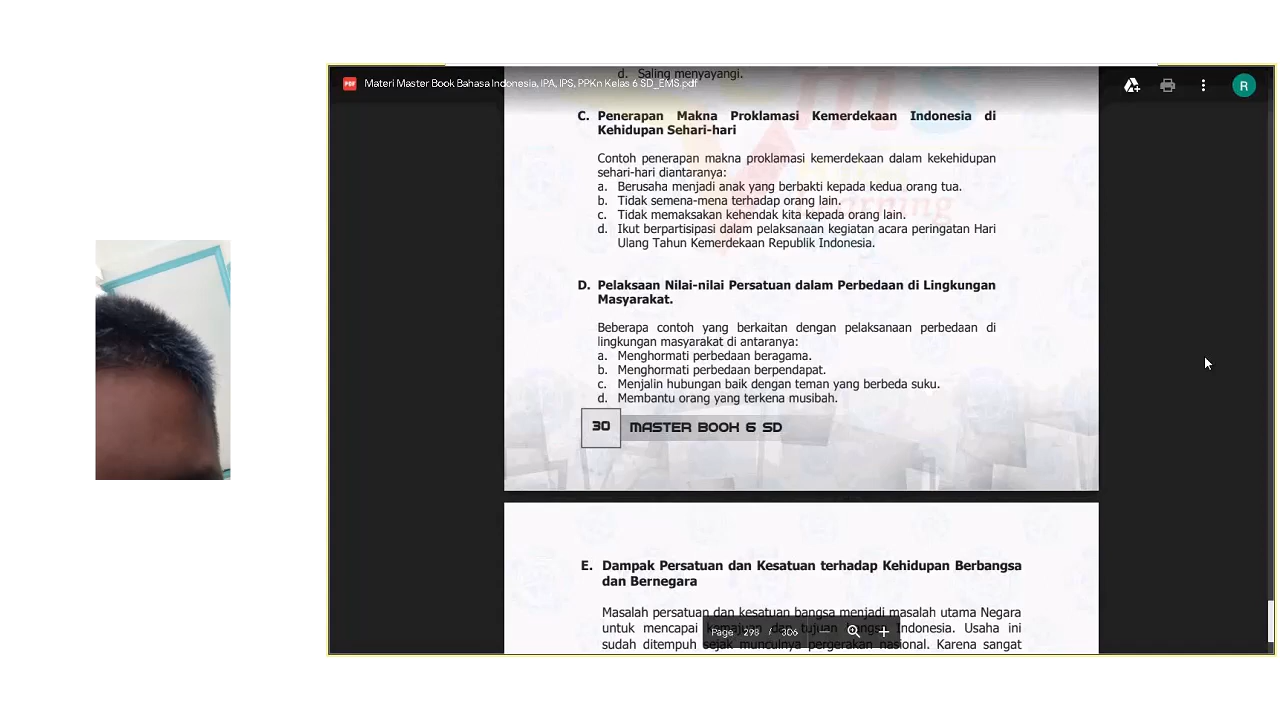 d. Saling menyayangi.
Materi Master Book Bahasa Indonesia, IPA, IPS, PPKn Kelas 6 SD_EMS.pdf
R
C. Penerapan Makna Proklamasi Kemerdekaan Indonesia di
Kehidupan Sehari-hari
Contoh penerapan makna proklamasi kemerdekaan dalam kekehidupan
sehari-hari diantaranya:
a. Berusaha menjadi anak yang berbakti kepada kedua orang tua.
b. Tidak semena-mena terhadap orang lain.
c. Tidak memaksakan kehendak kita kepada orang lain.
d. Ikut berpartisipasi dalam pelaksanaan kegiatan acara peringatan Hari
Ulang Tahun Kemerdekaan Republik Indonesia.
D. Pelaksaan Nilai-nilai Persatuan dalam Perbedaan di Lingkungan
Masyarakat.
Beberapa contoh yang berkaitan dengan pelaksanaan perbedaan di
lingkungan masyarakat di antaranya:
a. Menghormati perbedaan beragama.
b. Menghormati perbedaan berpendapat.
c. Menjalin hubungan baik dengan teman yang berbeda suku.
d. Membantu orang yang terkena musibah.
30 MASTER BOOK 6 SD
E. Dampak Persatuan dan Kesatuan terhadap Kehidupan Berbangsa
dan Bernegara
Masalah persatuan dan kesatuan bangsa menjadi masalah utama Negara
untuk mencapai kemajuan dan tujuan bangsa Indonesia. Usaha ini
Page 298 / 306
sudah ditempuh sejak munculnya pergerakan nasional. Karena sangat